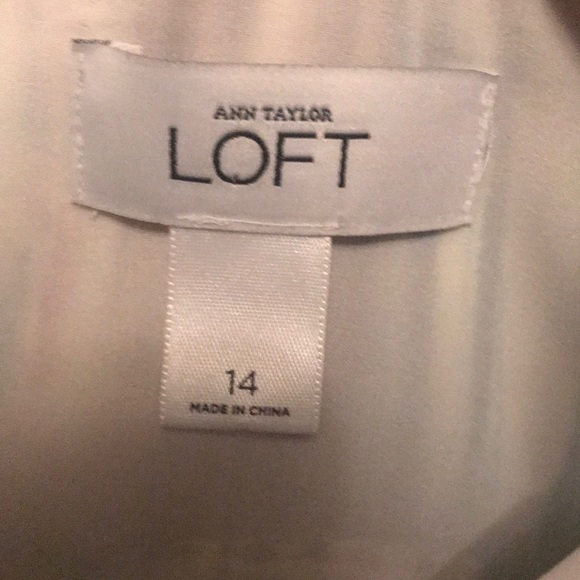 ANN TAYLOR
LOFT
14
MADE IN CHINA